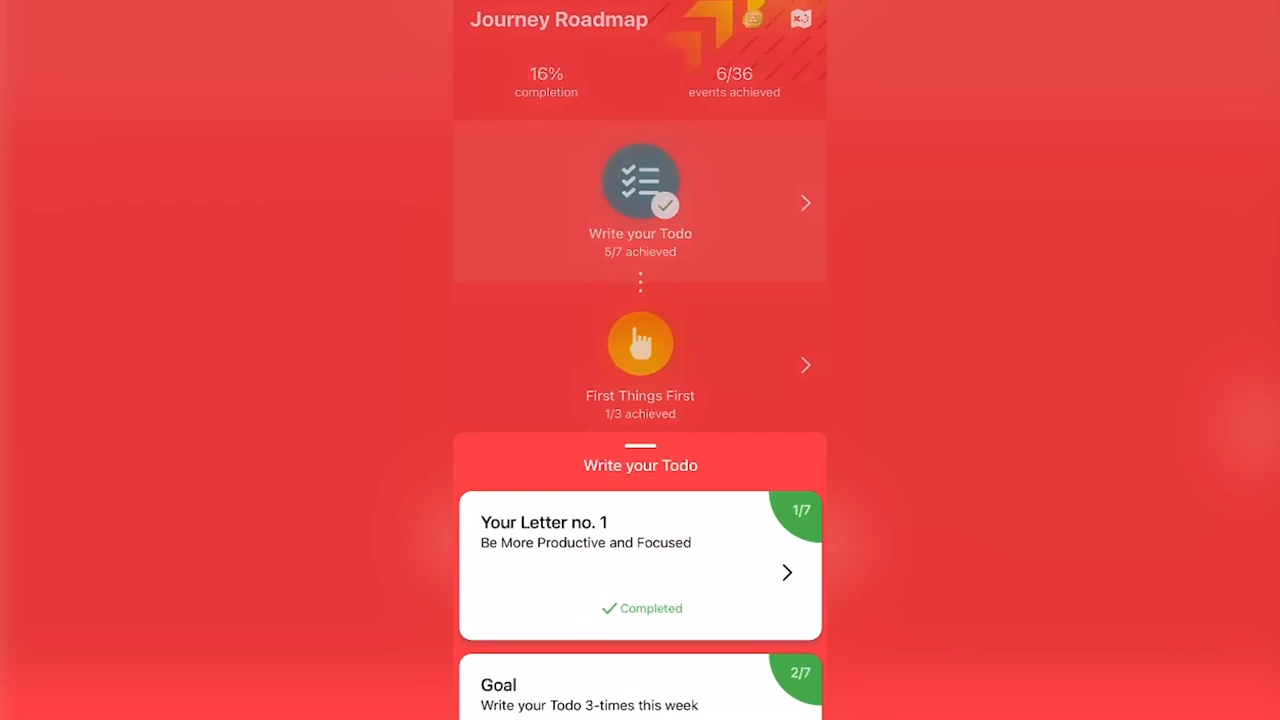 Journey Roadmap
16%
completion
6/36
events achieved
Write your Todo
5/7 achieved
First Things First
1/3 achieved
Write your Todo
1/7
Your Letter no. 1
Be More Productive and Focused
Completed
2/7
Goal
Write your Todo 3-times this week